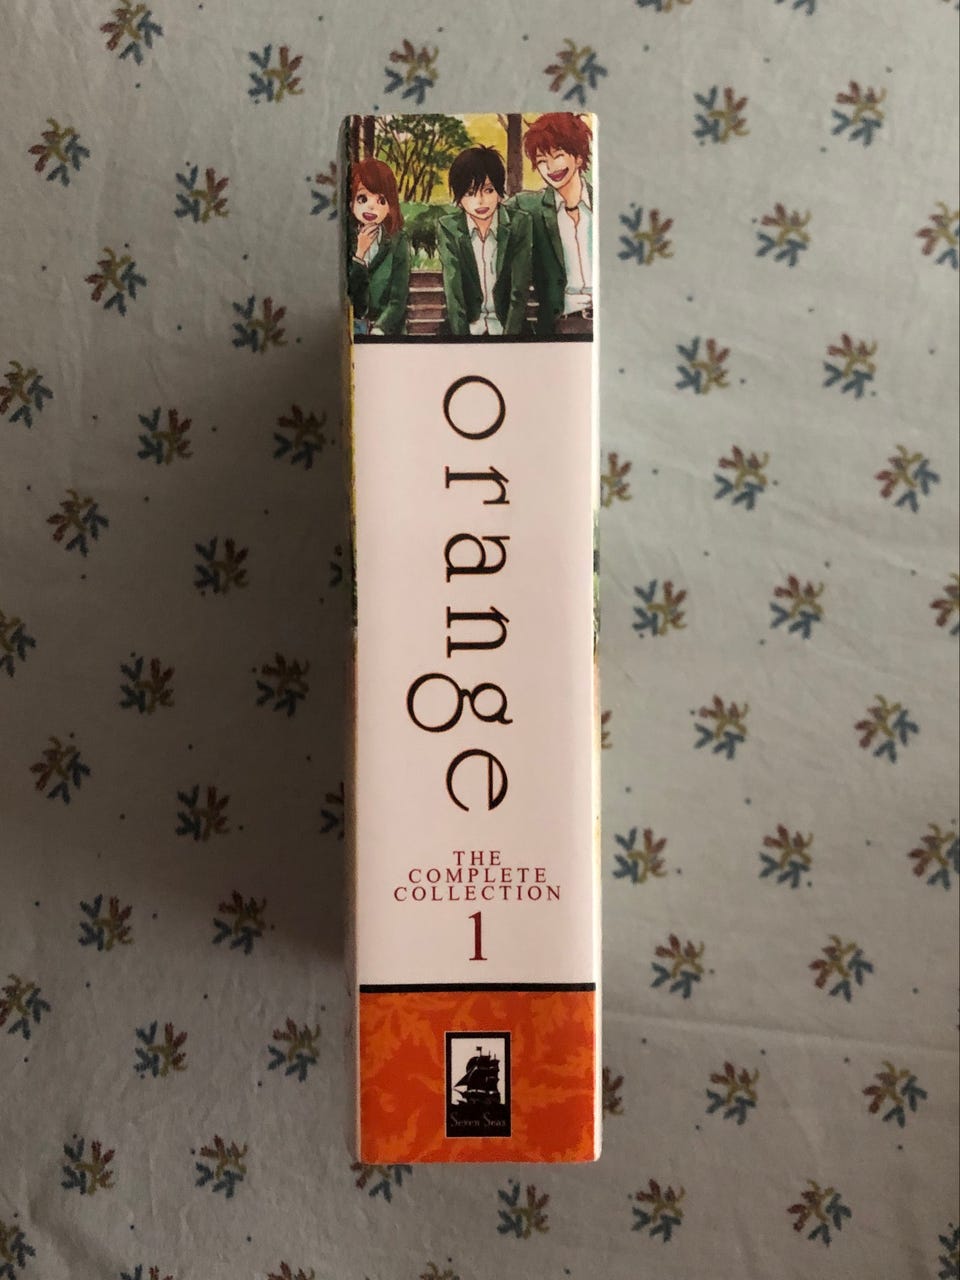 orange
THE
COMPLETE
COLLECTION
1
Seven Seas